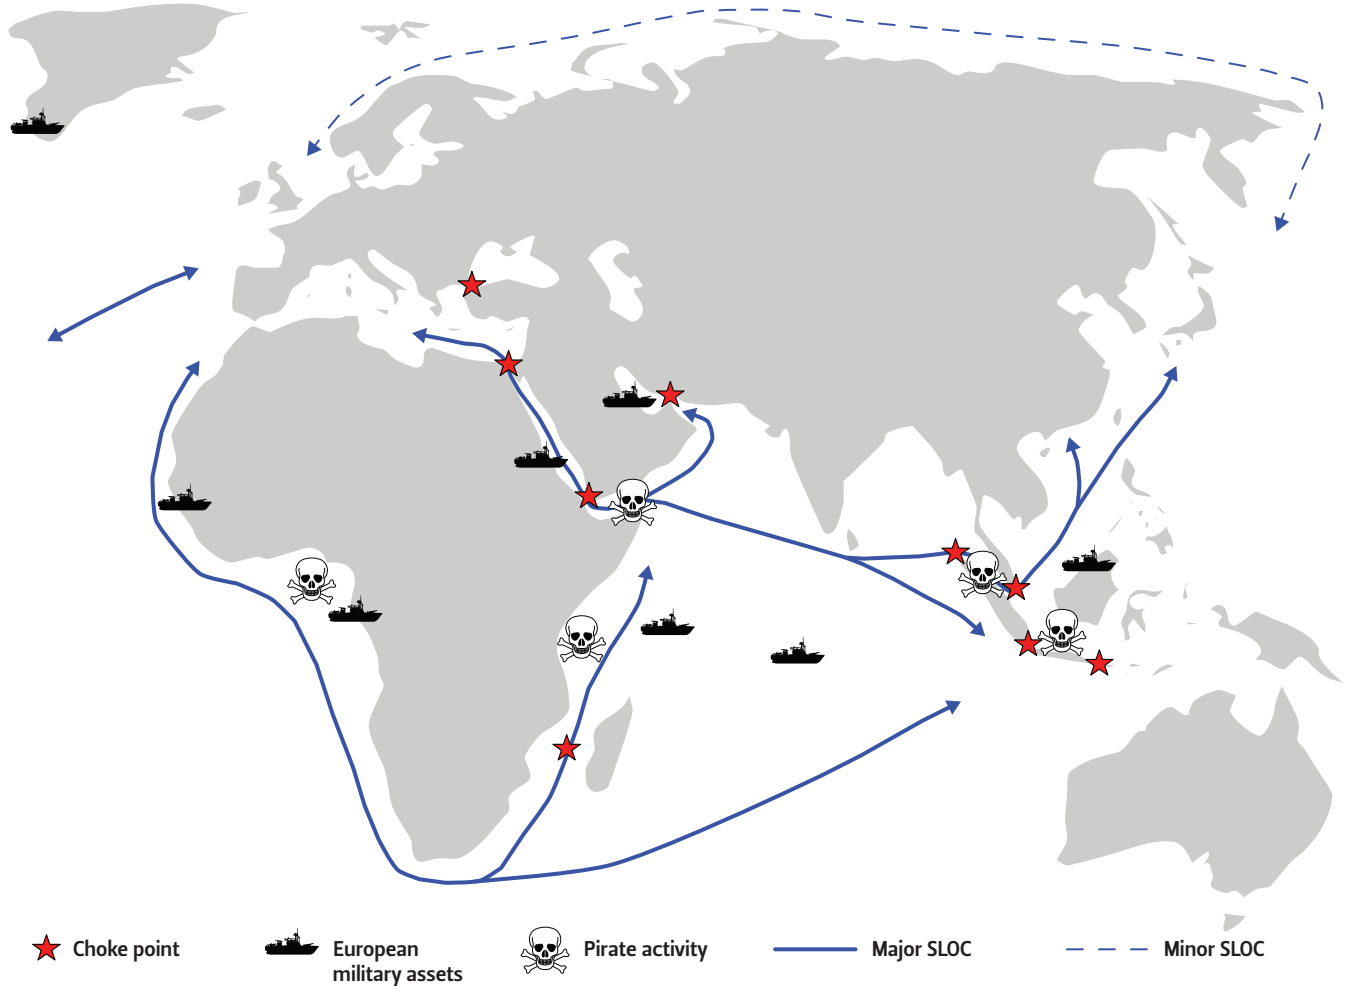 Choke point
European
military assets
Pirate activity
Major SLOC
Minor SLOC